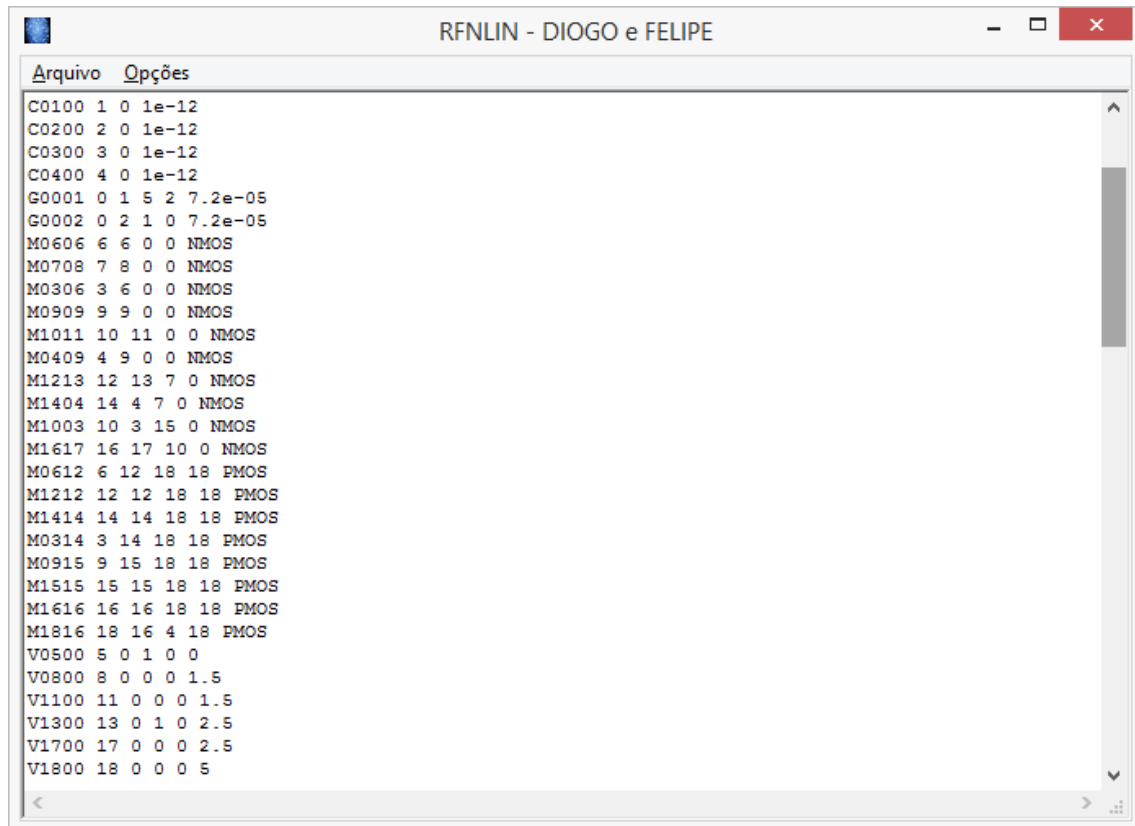 RFNLIN - DIOGO e FELIPE
Arquivo Opções
C0100 1 0 1e-12
C0200 2 0 1e-12
C0300 3 0 1e-12
C0400 4 0 1e-12
G0001 0 1 5 2 7.2e-05
G0002 0 2 1 0 7.2e-05
M0606 6 6 0 0 NMOS
M0708 7 8 0 0 NMOS
M0306 3 6 0 0 NMOS
M0909 9 9 0 0 NMOS
M1011 10 11 0 0 NMOS
M0409 4 9 0 0 NMOS
M1213 12 13 7 0 NMOS
M1404 14 4 7 0 NMOS
M1003 10 3 15 0 NMOS
M1617 16 17 10 0 NMOS
M0612 6 12 18 18 PMOS
M1212 12 12 18 18 PMOS
M1414 14 14 18 18 PMOS
M0314 3 14 18 18 PMOS
M0915 9 15 18 18 PMOS
M1515 15 15 18 18 PMOS
M1616 16 16 18 18 PMOS
M1816 18 16 4 18 PMOS
V0500 5 0 1 0 0
V0800 8 0 0 0 1.5
V1100 11 0 0 0 1.5
V1300 13 0 1 0 2.5
V1700 17 0 0 0 2.5
V1800 18 0 0 0 5